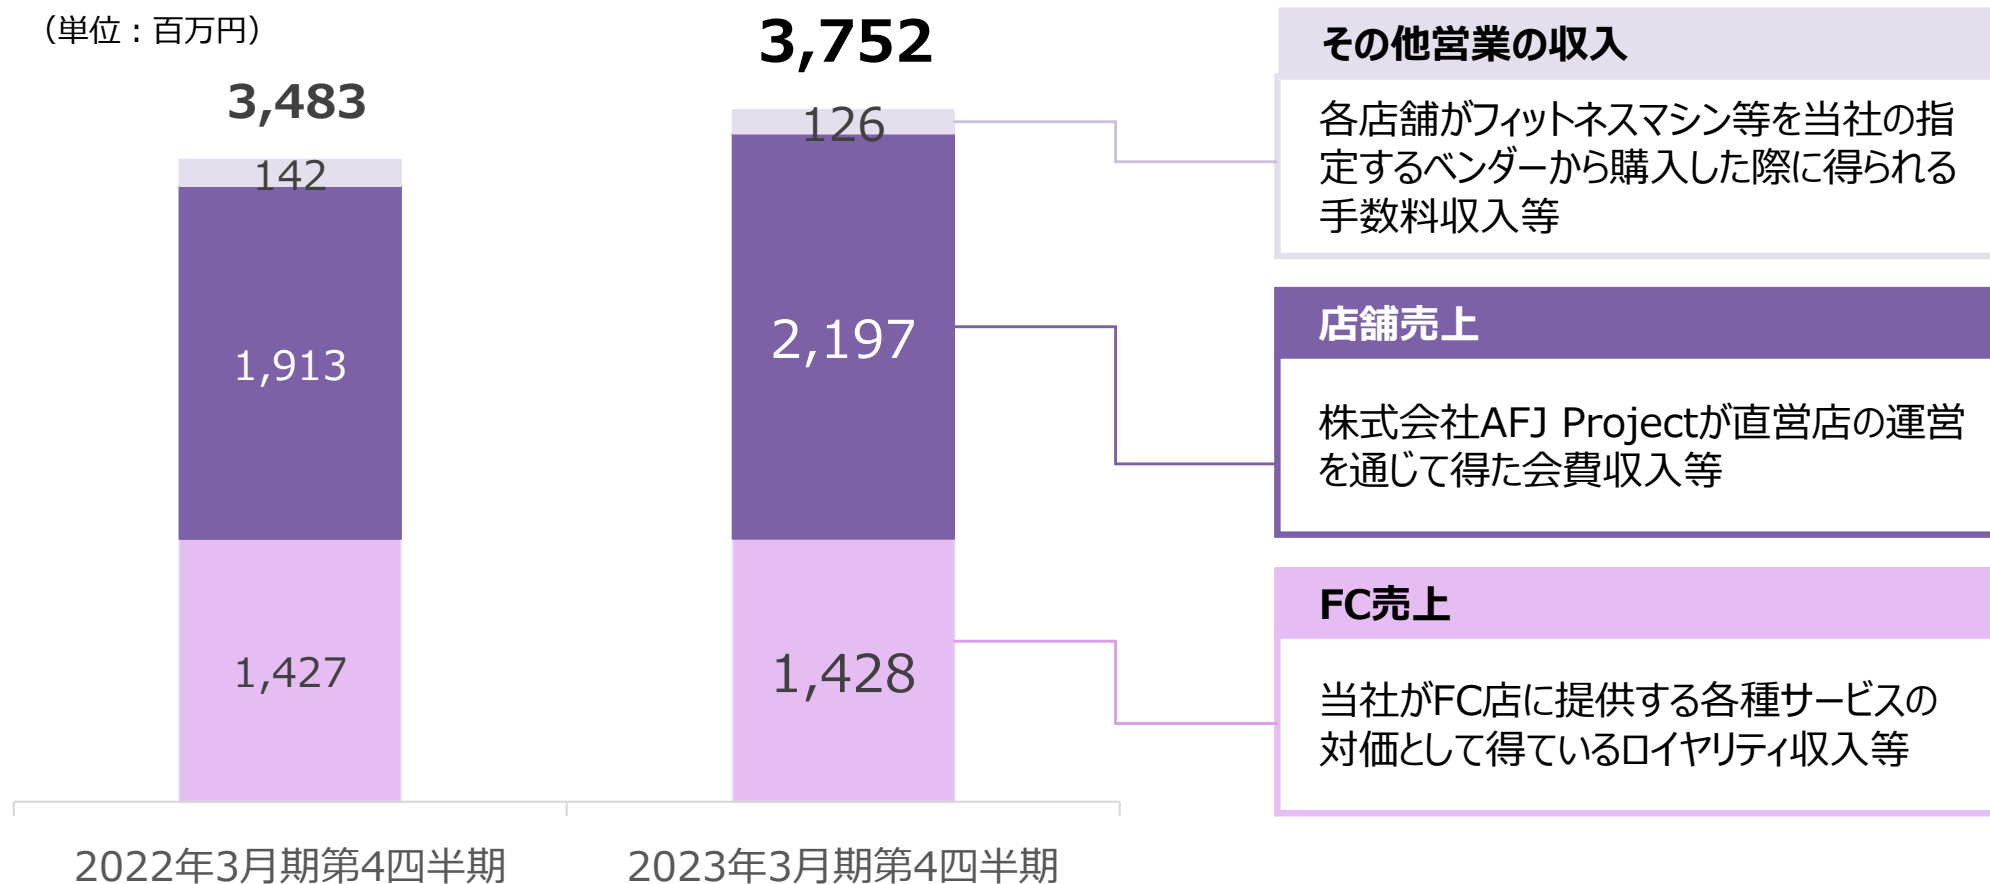 （単位：百万円）
3,483
142
1,913
1,427
2022年3月期第4四半期
3,752
126
2,197
1,428
2023年3月期第4四半期
その他営業の収入
各店舗がフィットネスマシン等を当社の指
定するベンダーから購入した際に得られる
手数料収入等
店舗売上
株式会社AFJ Projectが直営店の運営
を通じて得た会費収入等
FC売上
当社がFC店に提供する各種サービスの
対価として得ているロイヤリティ収入等